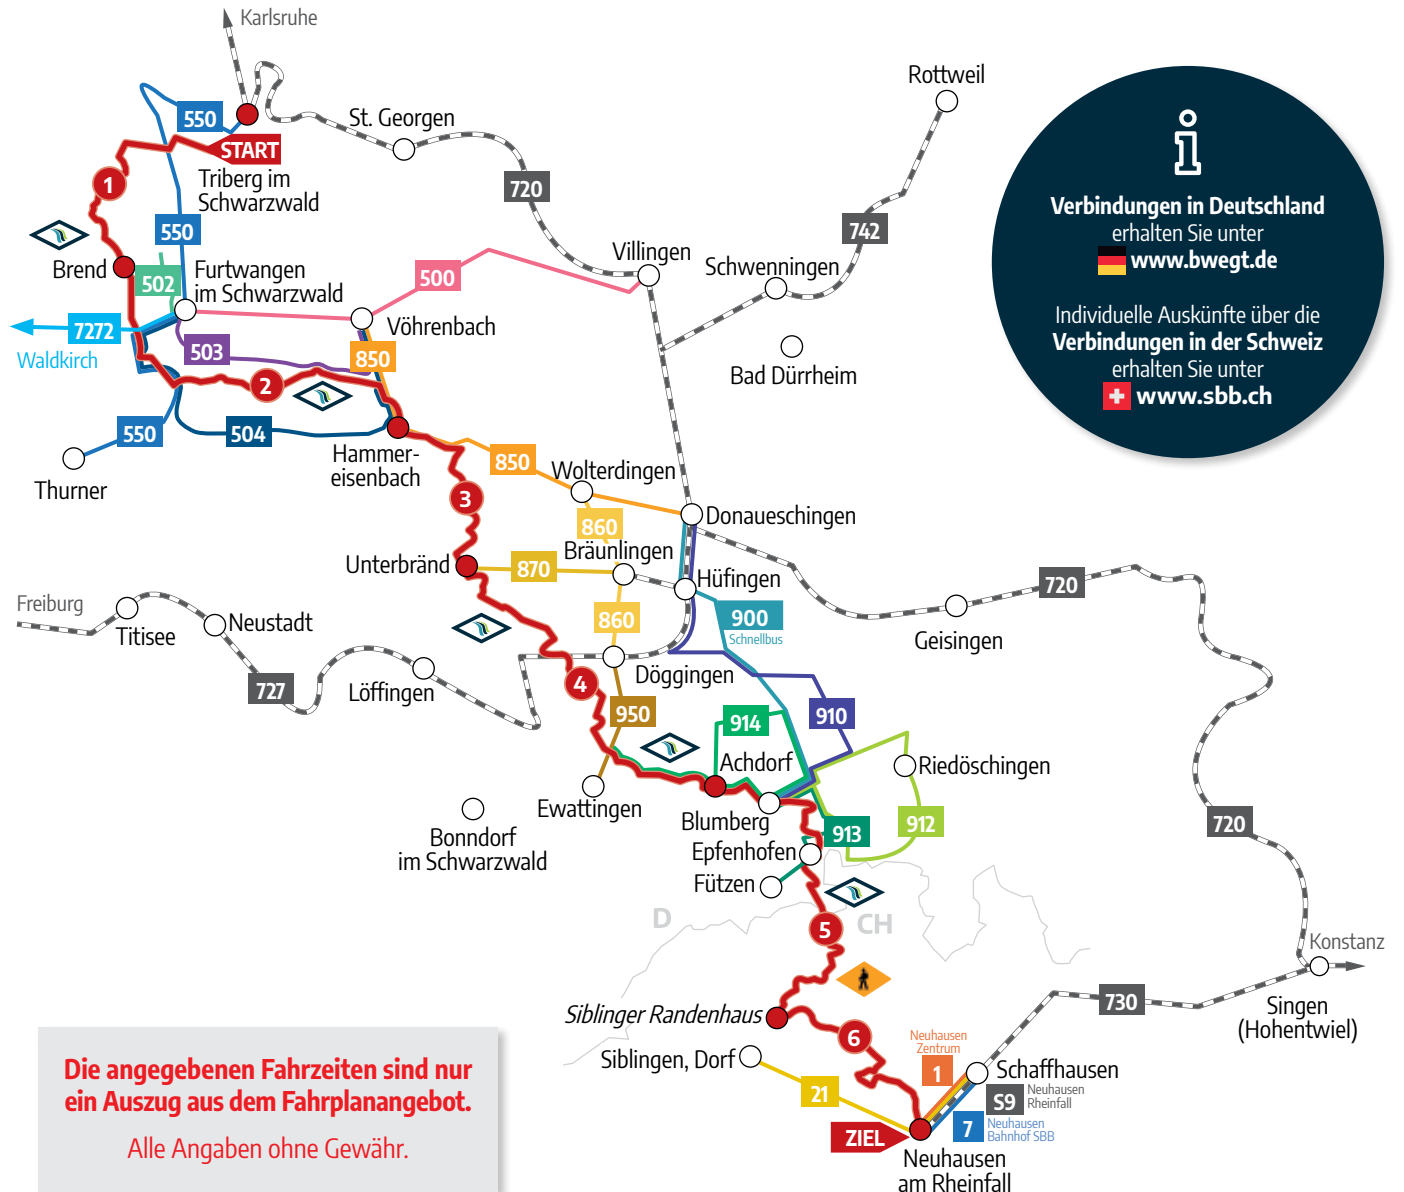 Karlsruhe
Rottweil
550
St. Georgen
START
Triberg im
Schwarzwald
1
720
Verbindungen in Deutschland
erhalten Sie unter
www.bwegt.de
Individuelle Auskünfte über die
Verbindungen in der Schweiz
erhalten Sie unter
www.sbb.ch
742
550
Villingen
Schwenningen
Brend
502
Furtwangen
im Schwarzwald
500
7272
Waldkirch
Vöhrenbach
503
850
Bad Dürrheim
2
550
504
Thurner
Hammer-
eisenbach
850
Wolterdingen
3
860
Donaueschingen
Bräunlingen
Unterbränd
870
Hüfingen
Freiburg
Titisee
Neustadt
860
900
Schnellbus
720
Geisingen
727
Löffingen
4
Döggingen
950
914
910
Achdorf
Riedöschingen
Ewattingen
Blumberg
913
912
720
Bonndorf
im Schwarzwald
Epfenhofen
Fützen
D
CH
5
Konstanz
Singen
(Hohentwiel)
730
Siblinger Randenhaus
6
Neuhausen
Zentrum
1
Siblingen, Dorf
21
Schaffhausen
S9
Neuhausen
Rheinfall
7
Neuhausen
Bahnhof SBB
ZIEL
Neuhausen
am Rheinfall
Die angegebenen Fahrzeiten sind nur
ein Auszug aus dem Fahrplanangebot.
Alle Angaben ohne Gewähr.